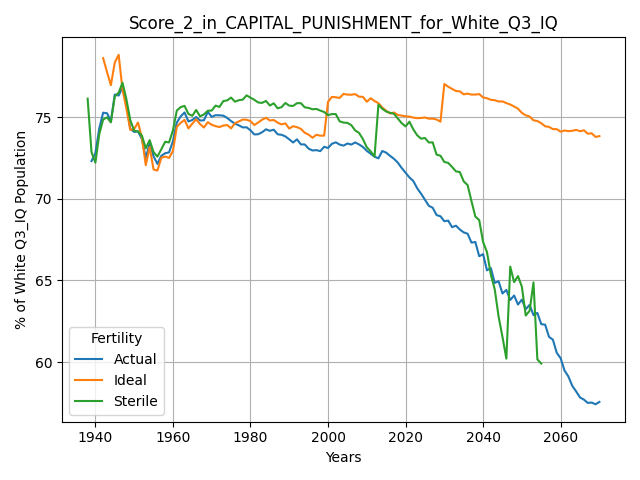 Score_2_in_CAPITAL_PUNISHMENT_for_White_Q3_IQ
% of White Q3_IQ Population
75
70
65
60
Fertility
Actual
Ideal
Sterile
1940
1960
1980
2000
2020
2040
2060
Years